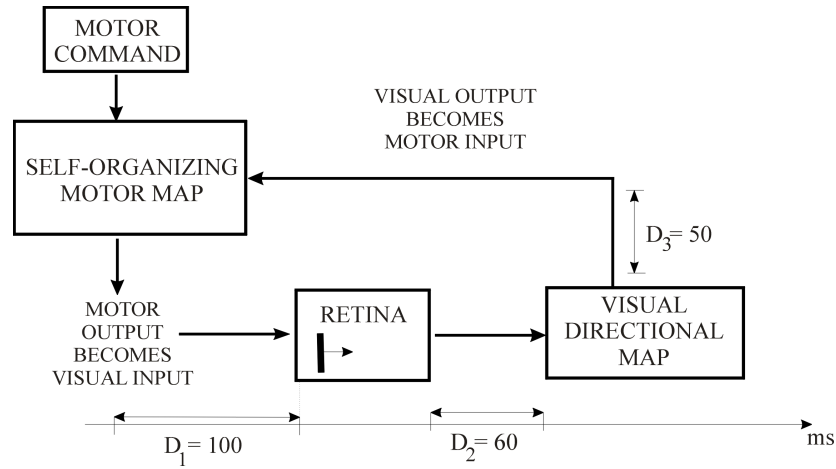 MOTOR
COMMAND
VISUAL OUTPUT
BECOMES
MOTOR INPUT
SELF-ORGANIZING
MOTOR MAP
D3= 50
MOTOR
OUTPUT
BECOMES
VISUAL INPUT
RETINA
VISUAL
DIRECTIONAL
MAP
D1= 100
D2= 60
ms